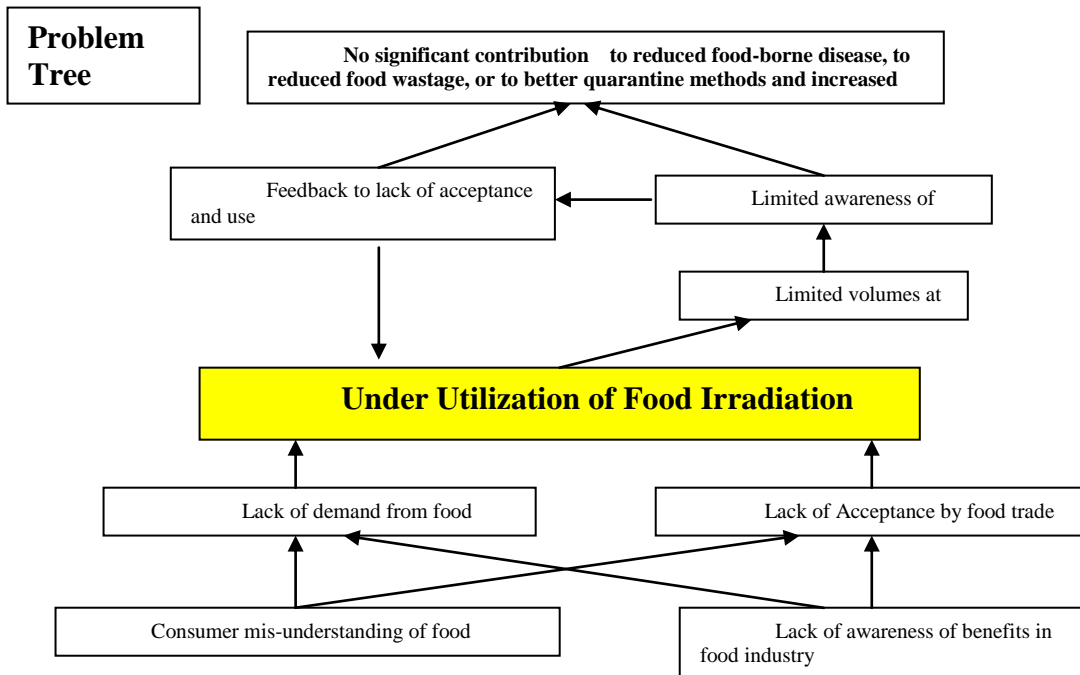 Problem
Tree
No significant contribution to reduced food-borne disease, to
reduced food wastage, or to better quarantine methods and increased
Feedback to lack of acceptance
and use
Limited awareness of
Limited volumes at
Under Utilization of Food Irradiation
Lack of demand from food
Lack of Acceptance by food trade
Consumer mis-understanding of food
Lack of awareness of benefits in
food industry